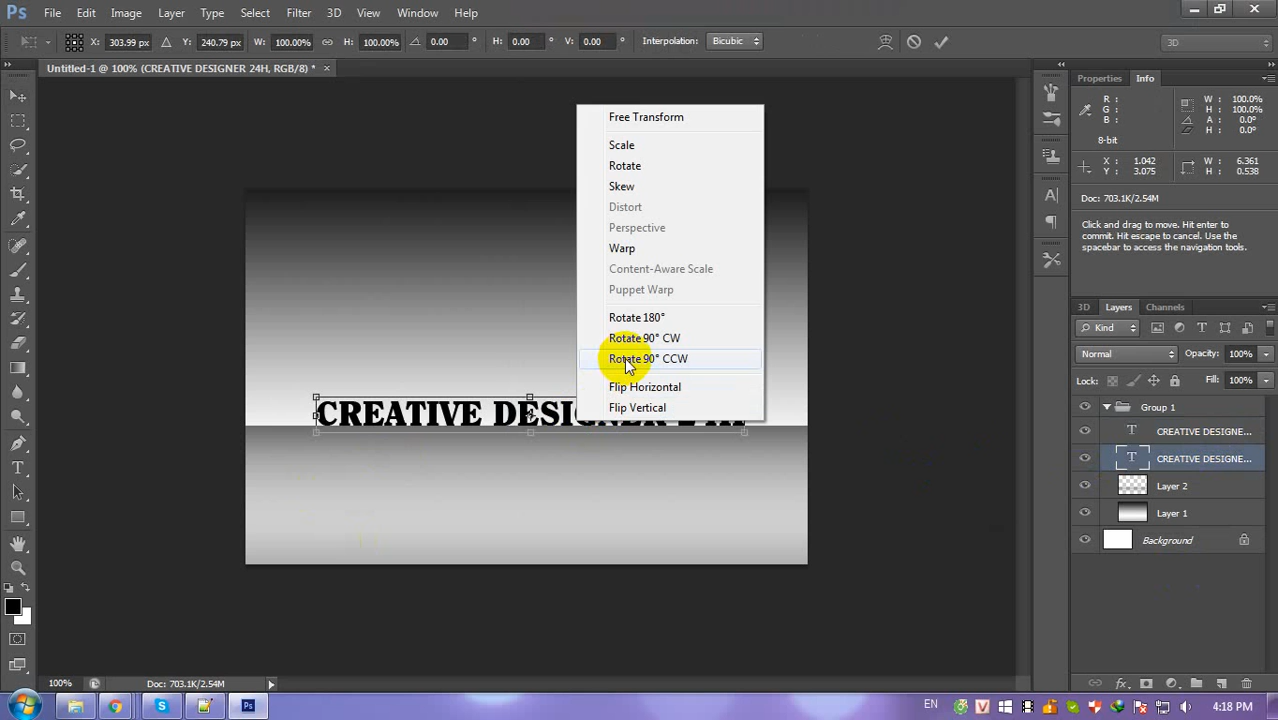 Ps File Edit Image Layer Type Select Filter 3D View Window Help
X: 303.99 px Y: 240.79 px W: 100.00% H: 100.00% 0.00 ° H: 0.00 ° V: 0.00 ° Interpolation: Bicubic 3D
Untitled-1 @ 100% (CREATIVE DESIGNER 24H, RGB/8) * ×
Properties Info
R: G: B: 8-bit
W: 100.0% H: 100.0% A: 0.0° H: 0.0°
X: 1.042 Y: 3.075
W: 6.361 H: 0.538
Doc: 703.1K/2.54M
Click and drag to move control handles. Hit enter to commit. Hit escape to cancel. Use the spacebar to access the navigation tools.
Free Transform
Scale
Rotate
Skew
Distort
Perspective
Warp
Content-Aware Scale
Puppet Warp
Rotate 180°
Rotate 90° CW
Rotate 90° CCW
Flip Horizontal
Flip Vertical
CREATIVE DESIGNER
3D Layers Channels
Kind
Normal Opacity: 100%
Lock: Fill: 100%
Group 1
T CREATIVE DESIGNE...
T CREATIVE DESIGNE...
Layer 2
Layer 1
Background
100% Doc: 703.1K/2.54M
EN 4:18 PM